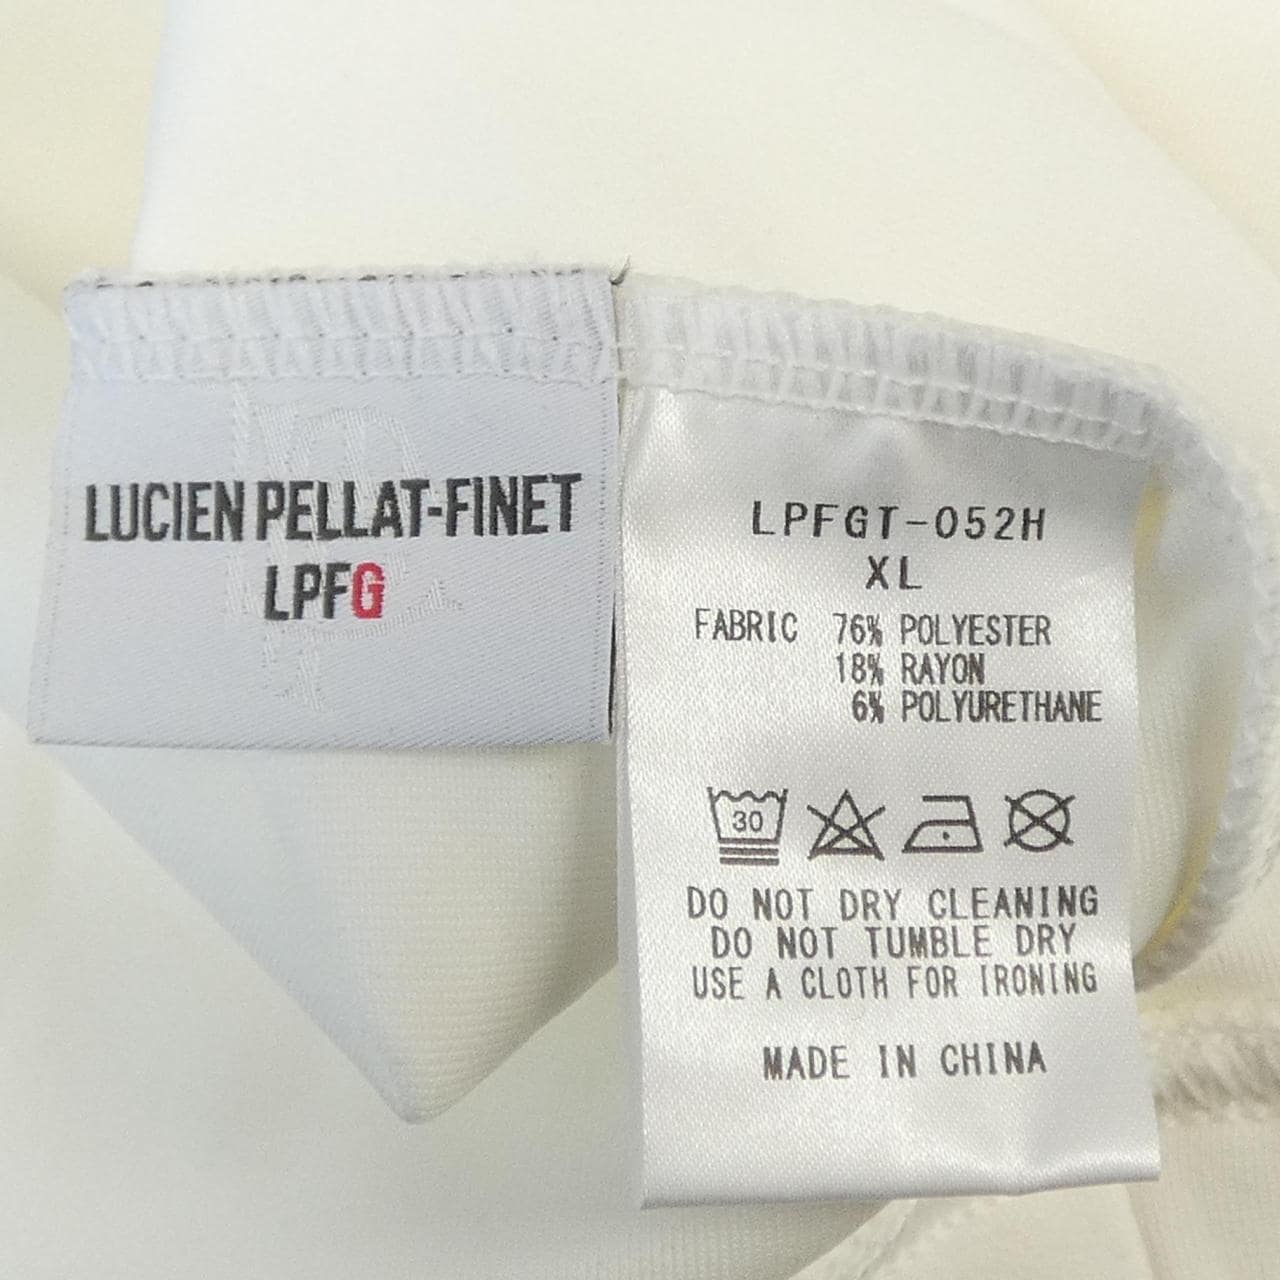 LUCIEN PELLAT-FINET
LPFG
LPFGT-052H
XL
FABRIC 76% POLYESTER
18% RAYON
6% POLYURETHANE
30
DO NOT DRY CLEANING
DO NOT TUMBLE DRY
USE A CLOTH FOR IRONING
MADE IN CHINA